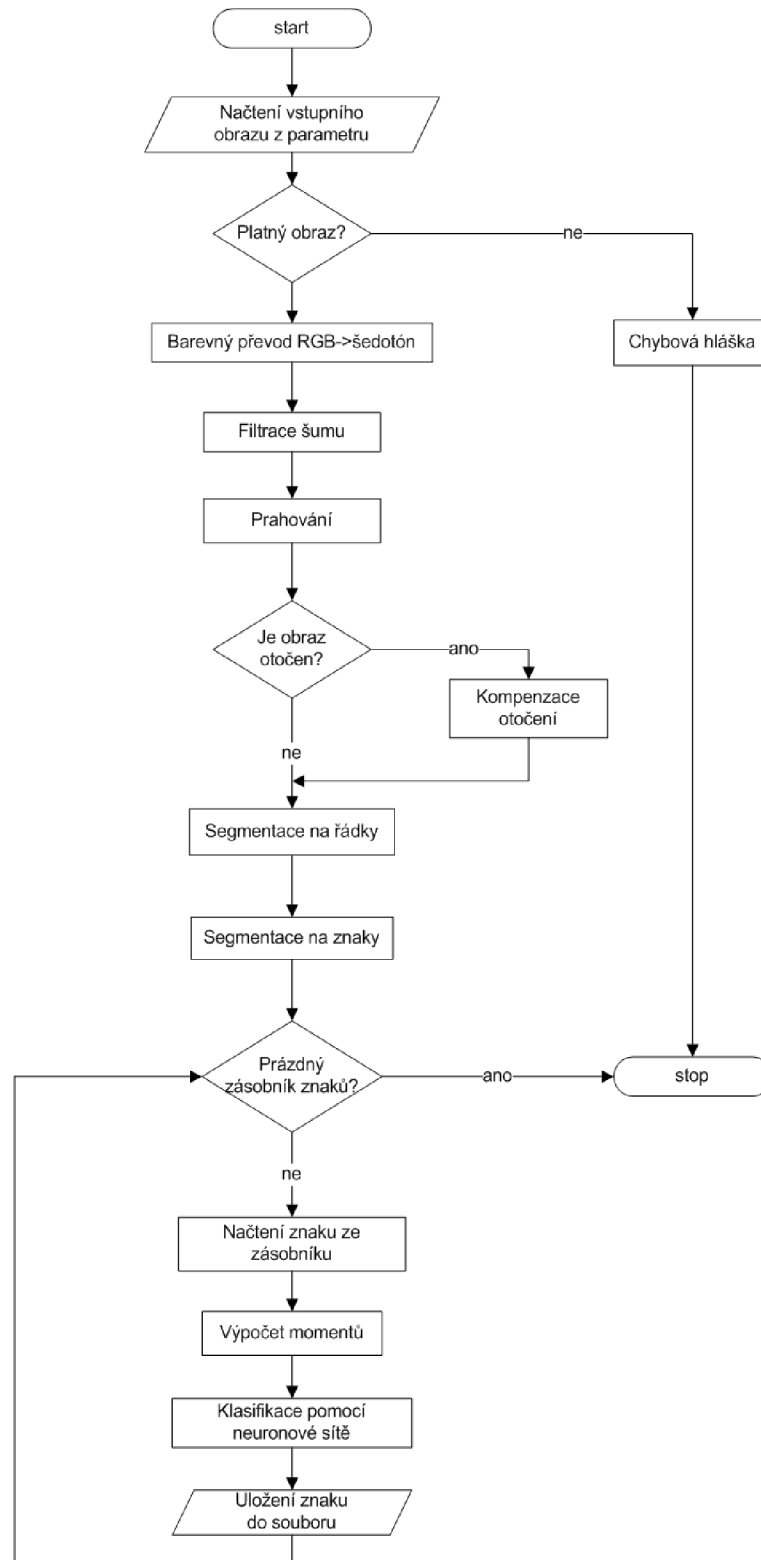 start
Načtení vstupního
obrazu z parametru
Platný obraz?
ne
Barevný převod RGB->šedotón
Chybová hláška
Filtrace šumu
Prahování
Je obraz
otočen?
ano
Kompenzace
otočení
ne
Segmentace na řádky
Segmentace na znaky
Prázdný
zásobník znaků?
ano
stop
ne
Načtení znaku ze
zásobníku
Výpočet momentů
Klasifikace pomocí
neuronové sítě
Uložení znaku
do souboru